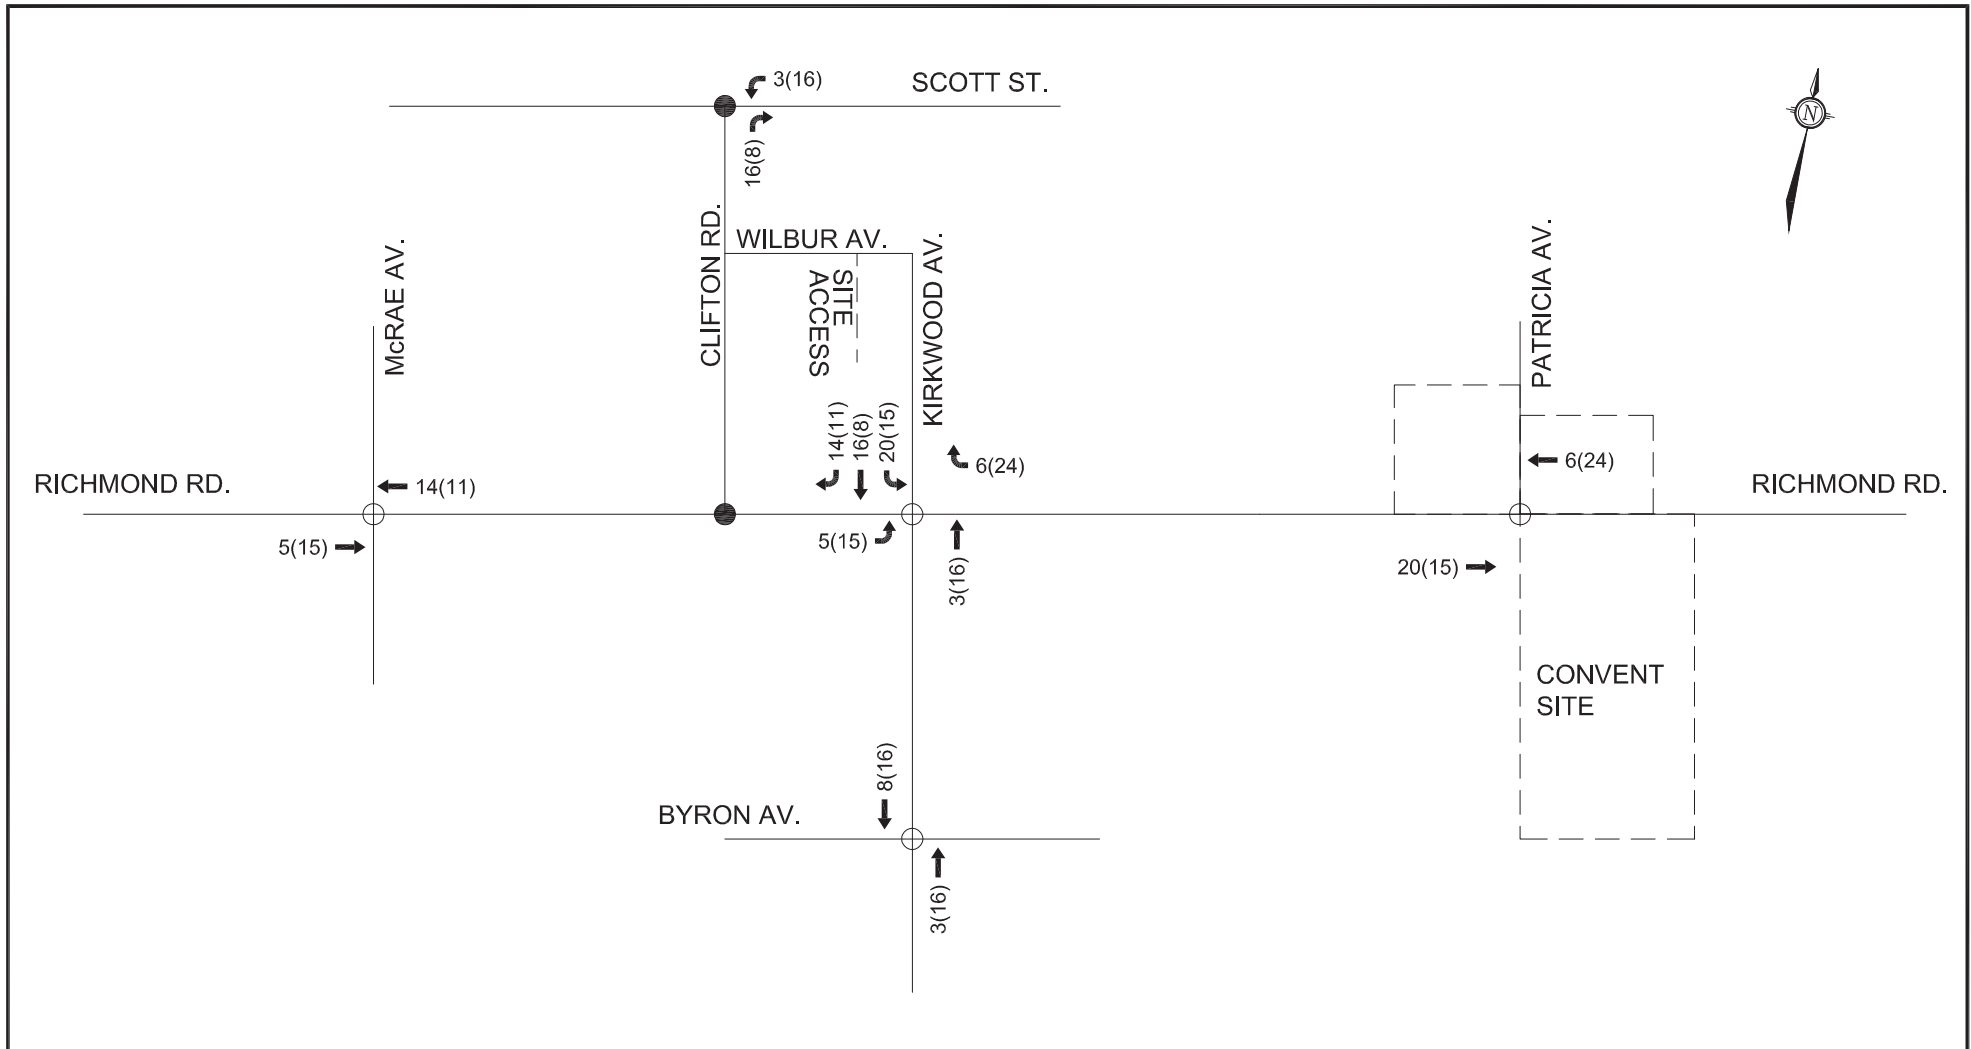 3(16)
SCOTT ST.
16(8)
N
CLIFTON RD.
WILBUR AV.
SITE
ACCESS
KIRKWOOD AV.
McRAE AV.
PATRICIA AV.
RICHMOND RD.
14(11)
5(15)
14(11)
16(8)
20(15)
6(24)
5(15)
3(16)
6(24)
RICHMOND RD.
20(15)
CONVENT
SITE
8(16)
BYRON AV.
3(16)